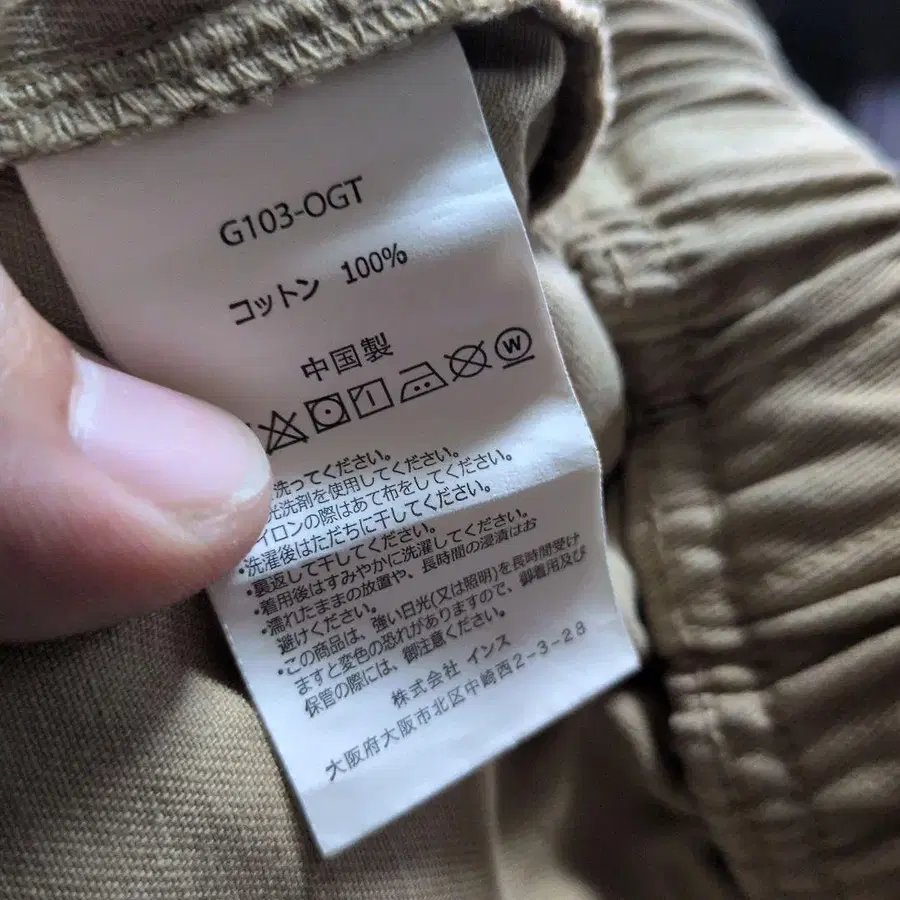 G103-OGT
コットン 100%
中国製
W
洗ってください。
光洗剤を使用してください。
イロンの際はあて布をしてください。
・洗濯後はただちに干してください。
・裏返して干してください。
・着用後はすみやかに洗濯してください。
・濡れたままの放置や、長時間の浸漬はお
避けください。
・この商品は、強い日光(又は照明)を長時間受け
ますと変色の恐れがありますので、御着用及び
保管の際には、御注意ください。
株式会社 インス
大阪府大阪市北区中崎西2-3-28